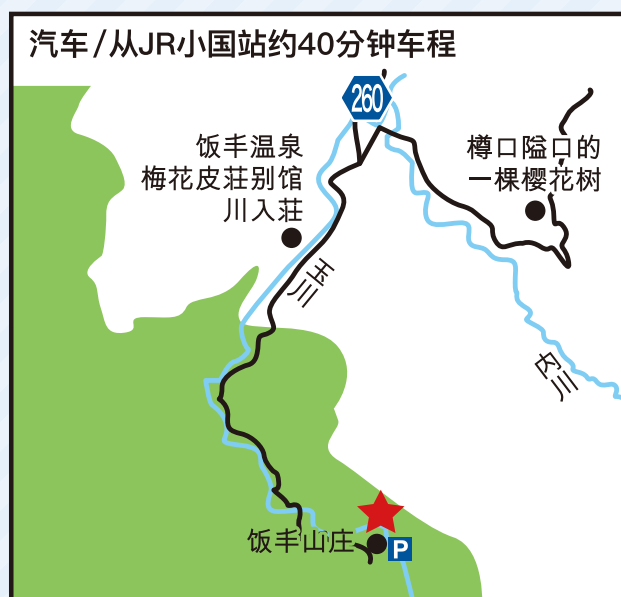 汽车/从JR小国站约40分钟车程
260
饭丰温泉
梅花皮荘别馆
川入荘
樽口隘口的
一棵樱花树
玉川
内川
饭丰山庄
P